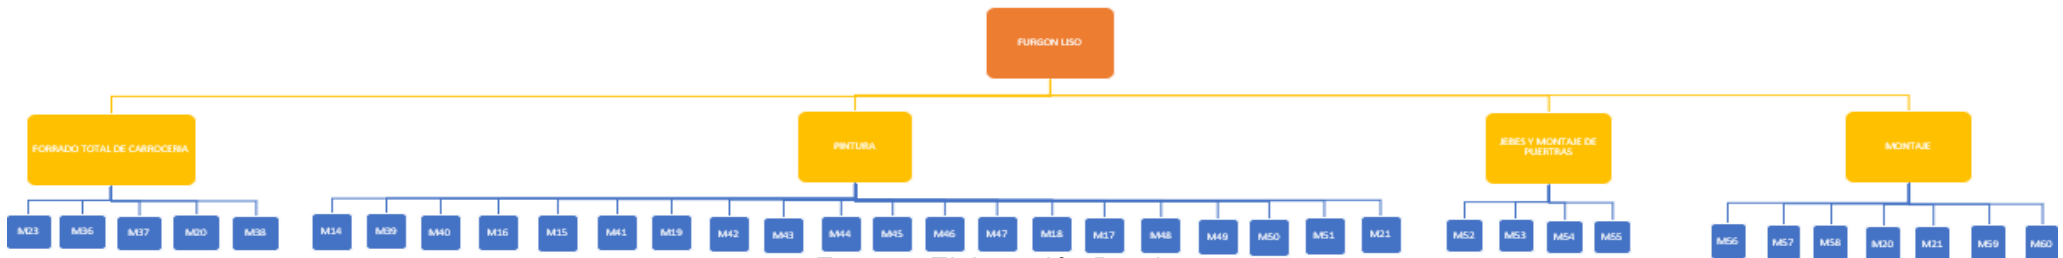 FURGON LISO
FORRADO TOTAL DE CARROCERIA
PINTURA
JEBES Y MONTAJE DE
PUERTRAS
MONTAJE
M23
M36
M37
M20
M38
M14
M39
M40
M16
M15
M41
M19
M42
M43
M44
M45
M46
M47
M18
M17
M48
M49
M50
M51
M21
M52
M53
M54
M55
M56
M57
M58
M20
M21
M59
M60